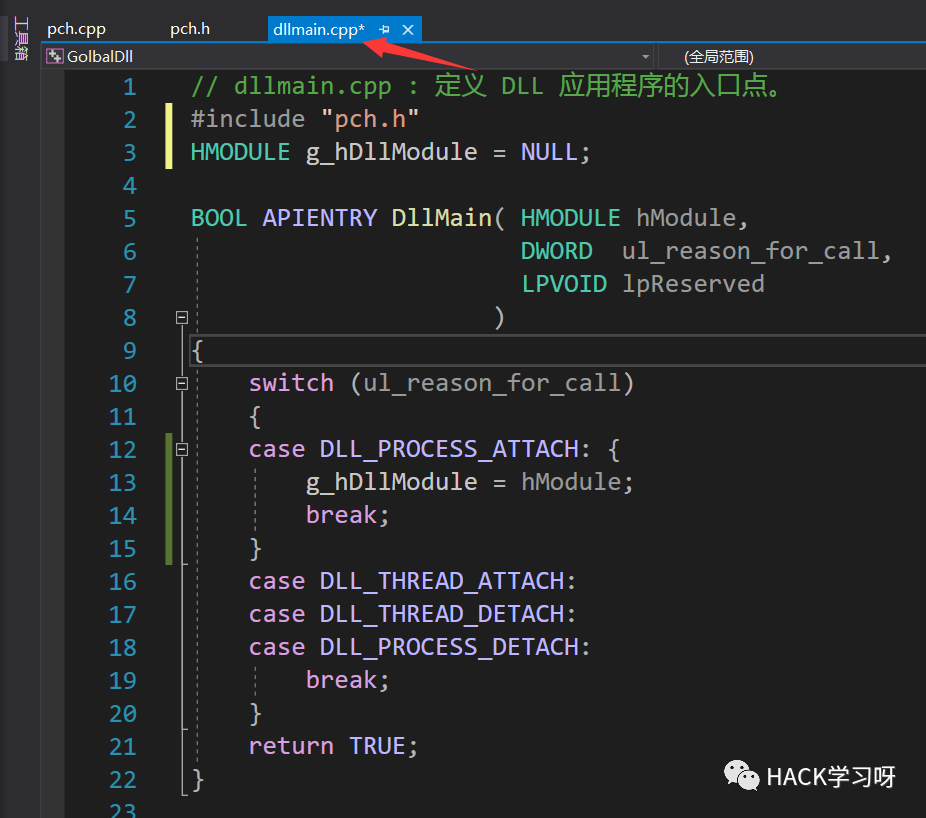 工具箱
pch.cpp pch.h dllmain.cpp*
GolbalDll (全局范围)
1 // dllmain.cpp : 定义 DLL 应用程序的入口点。
2 #include "pch.h"
3 HMODULE g_hDllModule = NULL;
4
5 BOOL APIENTRY DllMain( HMODULE hModule,
6 DWORD  ul_reason_for_call,
7 LPVOID lpReserved
8 )
9 {
10 switch (ul_reason_for_call)
11 {
12 case DLL_PROCESS_ATTACH: {
13 g_hDllModule = hModule;
14 break;
15 }
16 case DLL_THREAD_ATTACH:
17 case DLL_THREAD_DETACH:
18 case DLL_PROCESS_DETACH:
19 break;
20 }
21 return TRUE;
22 }
23
HACK学习呀